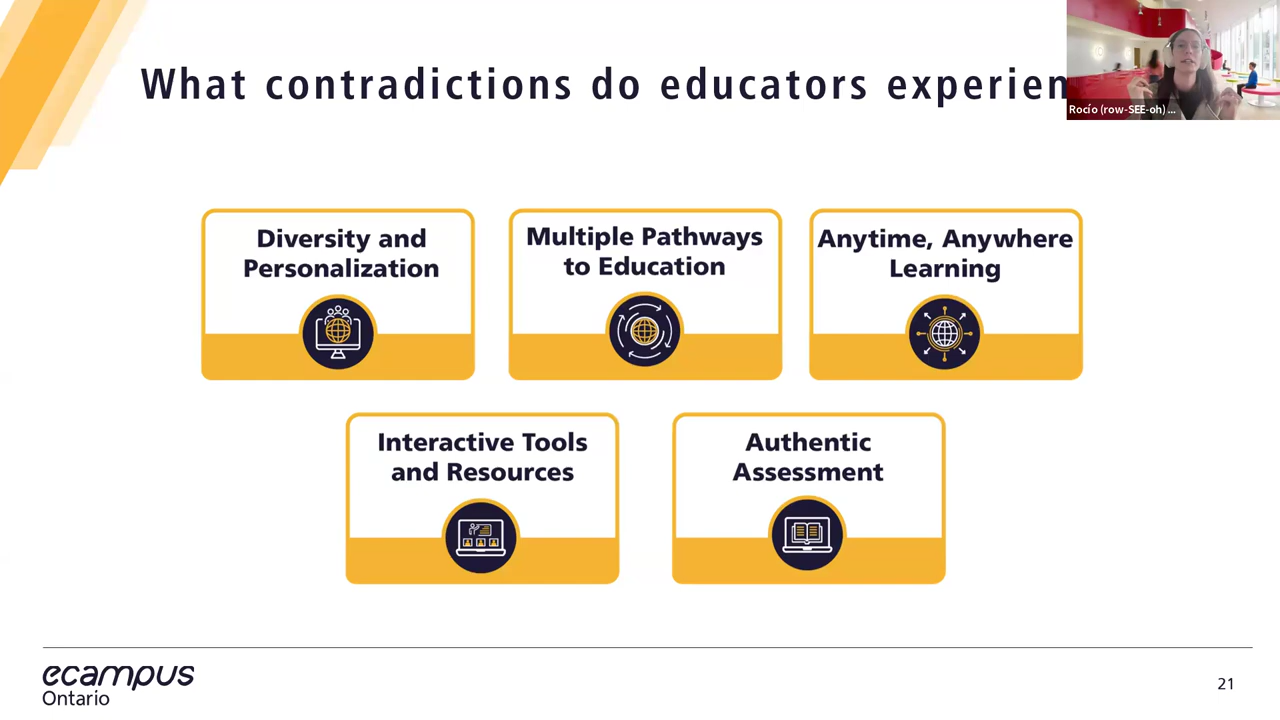 What contradictions do educators experien
Rocío (row-SEE-oh) ...
Diversity and
Personalization
Multiple Pathways
to Education
Anytime, Anywhere
Learning
Interactive Tools
and Resources
Authentic
Assessment
ecampus
Ontario
21